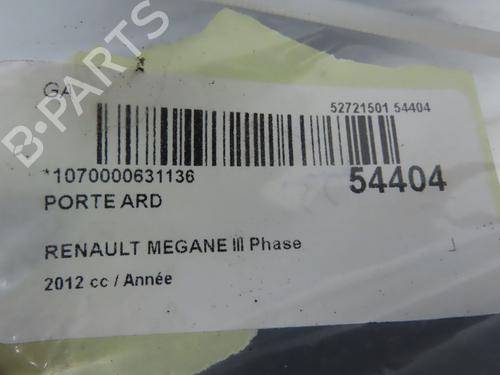 GA
52721501 54404
*1070000631136
54404
PORTE ARD
RENAULT MEGANE III Phase
2012 cc / Année
B-PARTS